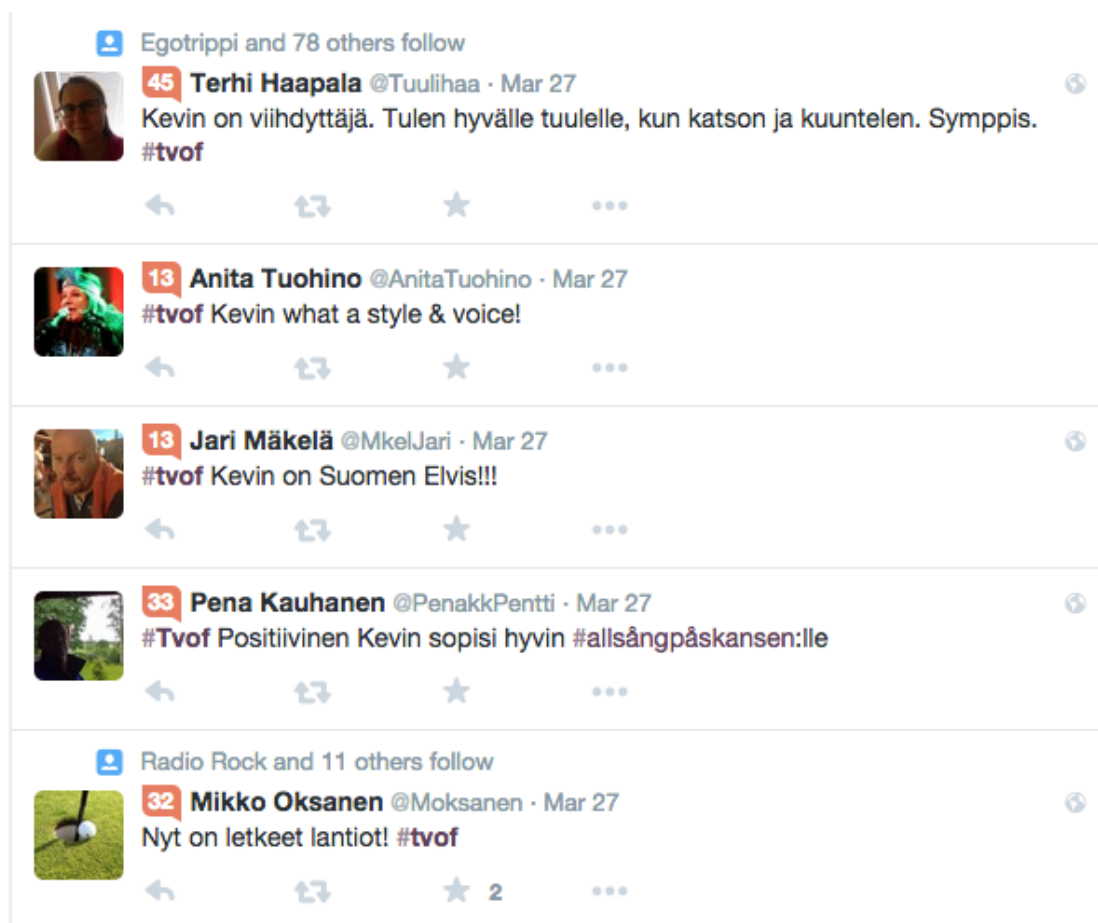 Egotrippi and 78 others follow
45 Terhi Haapala @Tuulihaa · Mar 27
Kevin on viihdyttäjä. Tulen hyvälle tuulelle, kun katson ja kuuntelen. Symppis.
#tvof
13 Anita Tuohino @AnitaTuohino · Mar 27
#tvof Kevin what a style & voice!
13 Jari Mäkelä @MkelJari · Mar 27
#tvof Kevin on Suomen Elvis!!!
33 Pena Kauhanen @PenakkPentti · Mar 27
#Tvof Positiivinen Kevin sopisi hyvin #allsångpåskansen:lle
Radio Rock and 11 others follow
32 Mikko Oksanen @Moksanen · Mar 27
Nyt on letkeet lantiot! #tvof
2